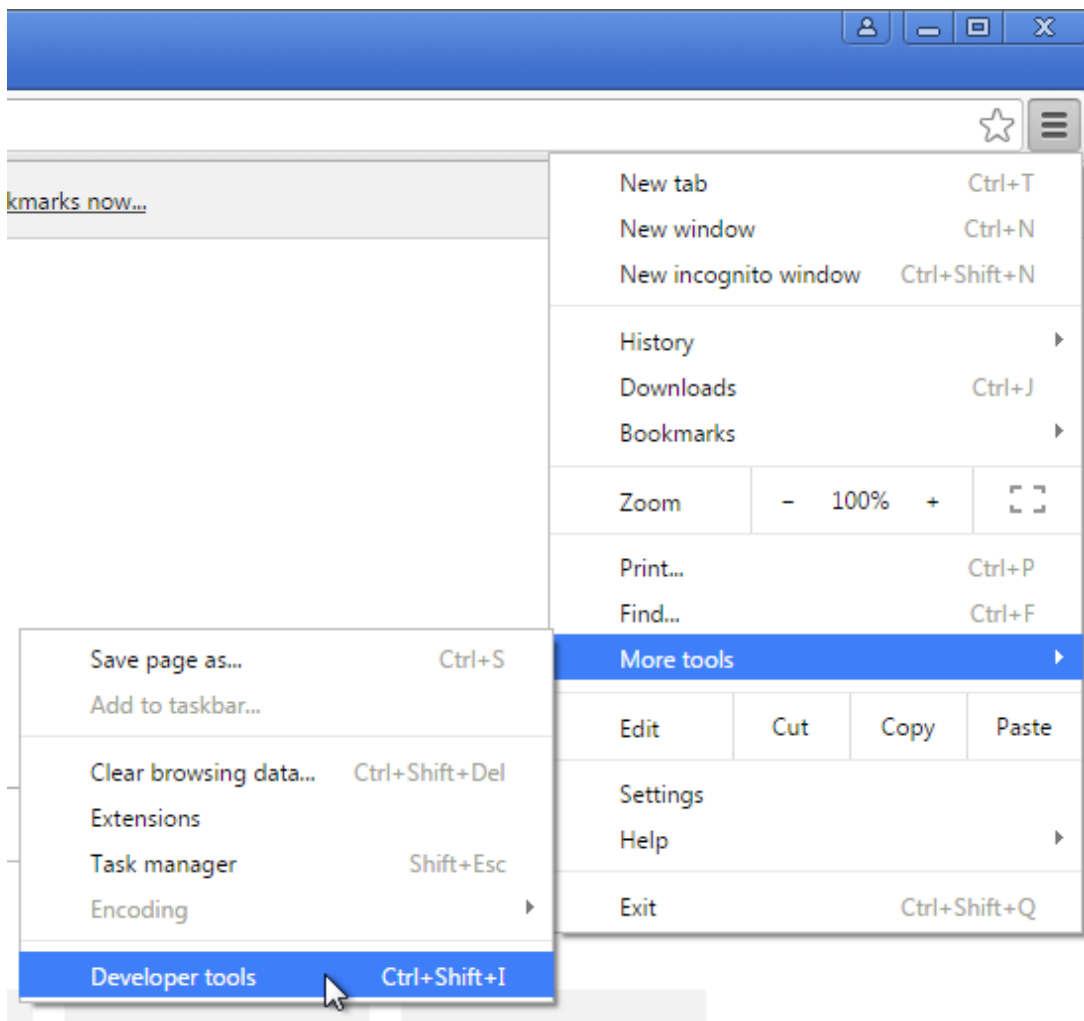 kmarks now...
New tab Ctrl+T
New window Ctrl+N
New incognito window Ctrl+Shift+N
History
Downloads Ctrl+J
Bookmarks
Zoom - 100% +
Print... Ctrl+P
Find... Ctrl+F
More tools
Edit Cut Copy Paste
Settings
Help
Exit Ctrl+Shift+Q
Save page as... Ctrl+S
Add to taskbar...
Clear browsing data... Ctrl+Shift+Del
Extensions
Task manager Shift+Esc
Encoding
Developer tools Ctrl+Shift+I